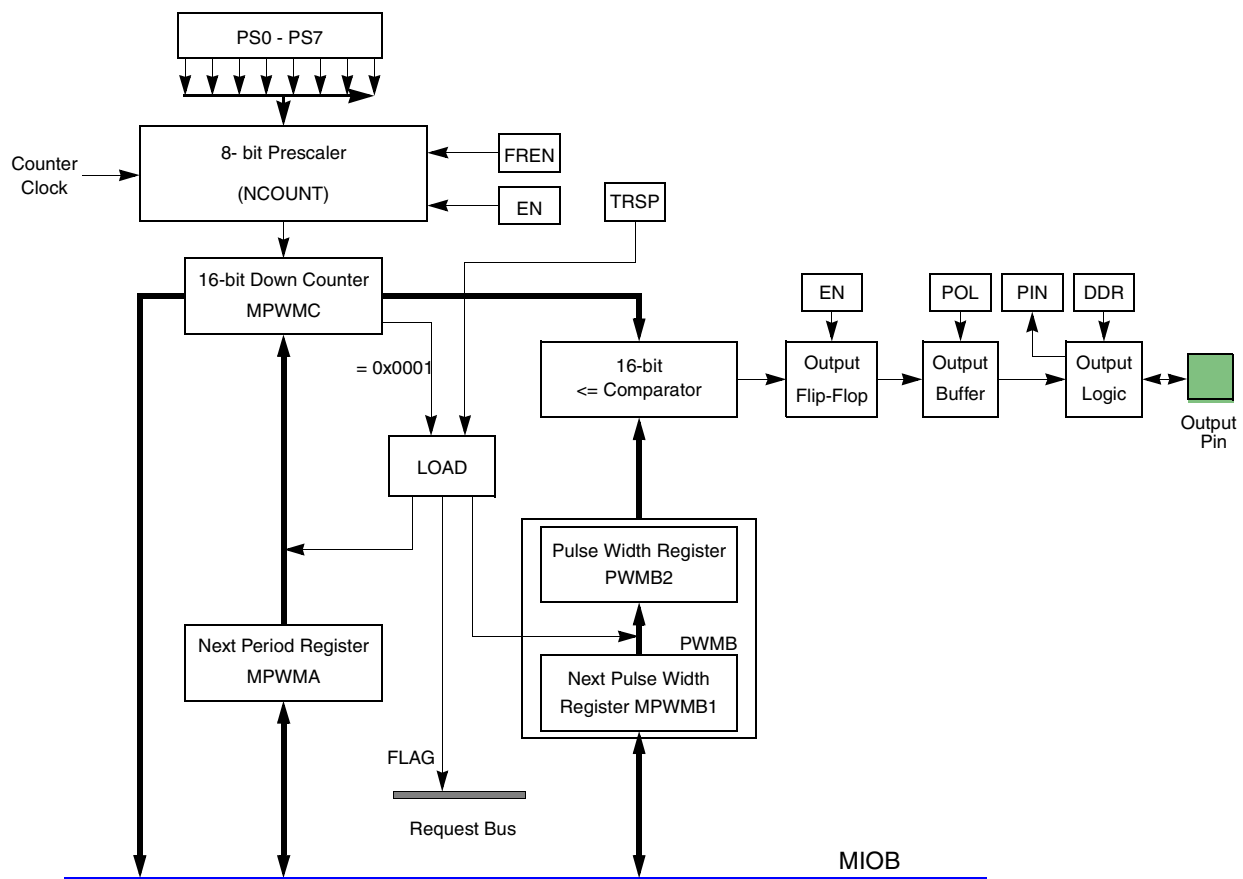 PS0 - PS7
8- bit Prescaler
(NCOUNT)
Counter
Clock
FREN
EN
TRSP
16-bit Down Counter
MPWMC
= 0x0001
EN
POL
PIN
DDR
16-bit
<= Comparator
Output
Flip-Flop
Output
Buffer
Output
Logic
Output
Pin
LOAD
Pulse Width Register
PWMB2
PWMB
Next Period Register
MPWMA
Next Pulse Width
Register MPWMB1
FLAG
Request Bus
MIOB